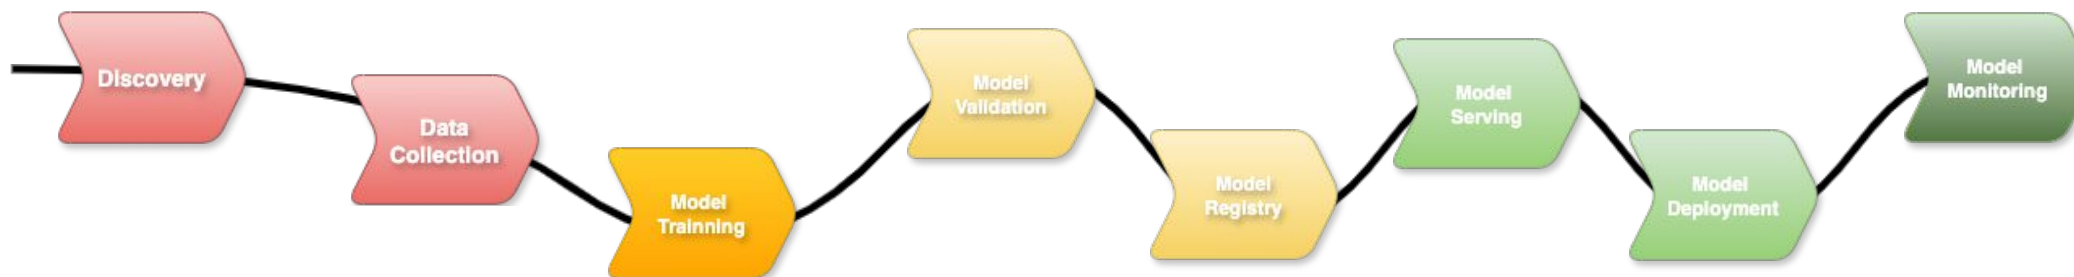 Discovery
Data
Collection
Model
Trainning
Model
Validation
Model
Registry
Model
Serving
Model
Deployment
Model
Monitoring